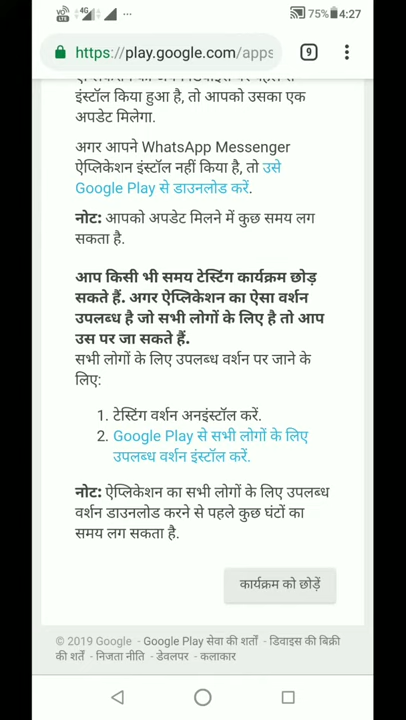 VO
LTE
4G
75%
4:27
https://play.google.com/apps
9
इंस्टॉल किया हुआ है, तो आपको उसका एक
अपडेट मिलेगा.
अगर आपने WhatsApp Messenger
ऐप्लिकेशन इंस्टॉल नहीं किया है, तो उसे
Google Play से डाउनलोड करें.
नोट: आपको अपडेट मिलने में कुछ समय लग
सकता है.
आप किसी भी समय टेस्टिंग कार्यक्रम छोड़
सकते हैं. अगर ऐप्लिकेशन का ऐसा वर्शन
उपलब्ध है जो सभी लोगों के लिए है तो आप
उस पर जा सकते हैं.
सभी लोगों के लिए उपलब्ध वर्शन पर जाने के
लिए:
1. टेस्टिंग वर्शन अनइंस्टॉल करें.
2. Google Play से सभी लोगों के लिए
उपलब्ध वर्शन इंस्टॉल करें.
नोट: ऐप्लिकेशन का सभी लोगों के लिए उपलब्ध
वर्शन डाउनलोड करने से पहले कुछ घंटों का
समय लग सकता है.
कार्यक्रम को छोड़ें
© 2019 Google - Google Play सेवा की शर्तों - डिवाइस की बिक्री
की शर्तें - निजता नीति - डेवलपर - कलाकार